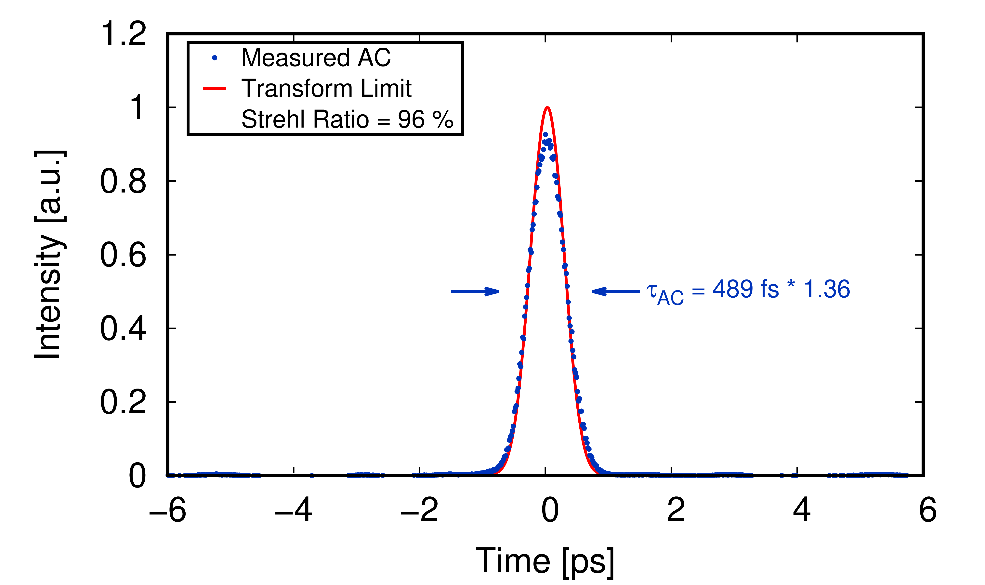 1.2
1
0.8
0.6
0.4
0.2
0
Intensity [a.u.]
Measured AC
Transform Limit
Strehl Ratio = 96 %
τAC = 489 fs * 1.36
−6 −4 −2 0 2 4 6
Time [ps]